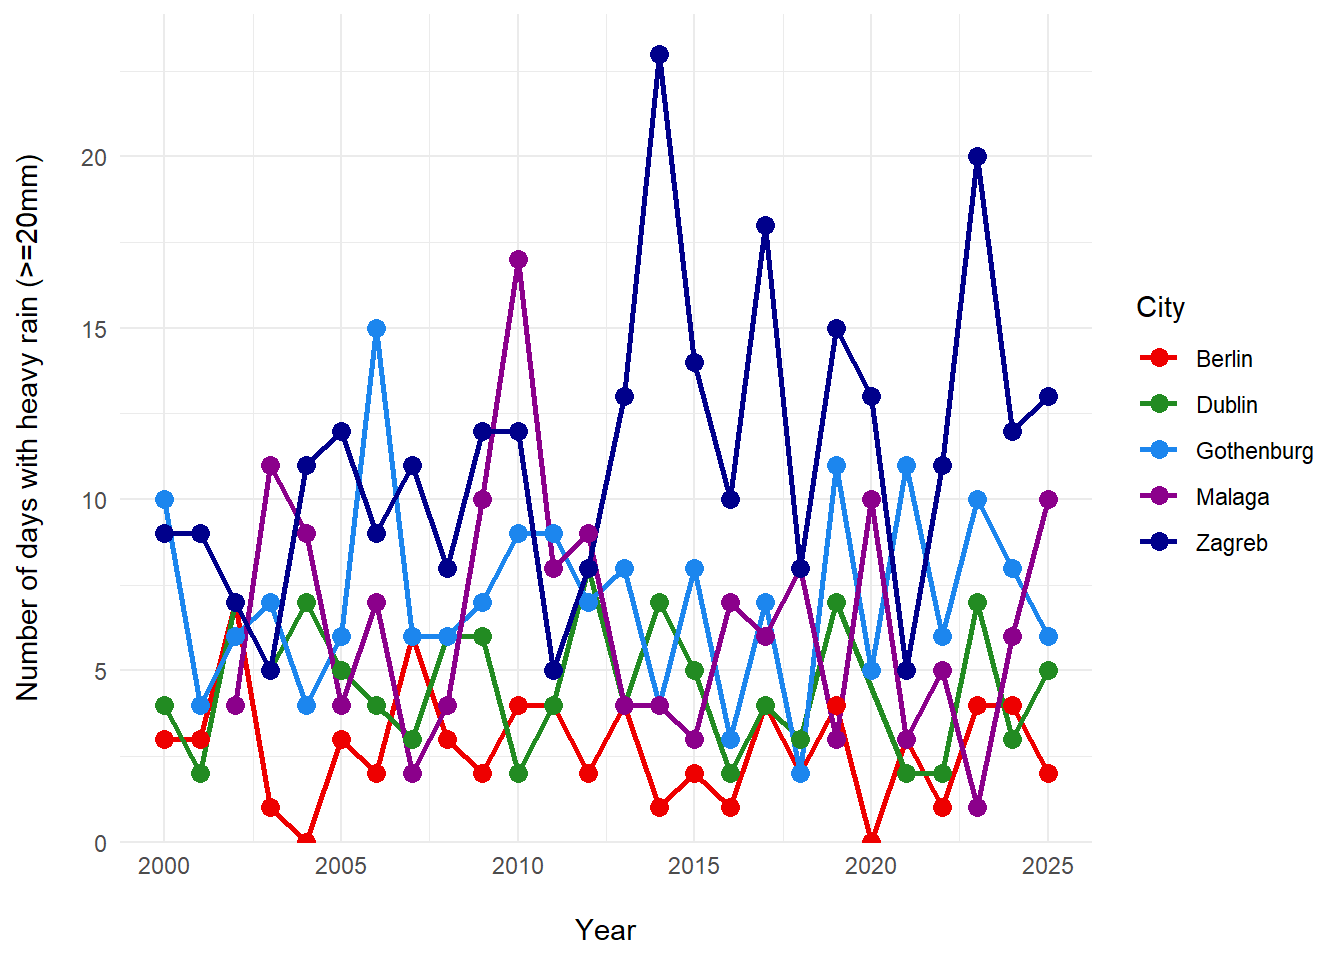 Number of days with heavy rain (>=20mm)
20
15
10
5
0
2000 2005 2010 2015 2020 2025
Year
City
Berlin
Dublin
Gothenburg
Malaga
Zagreb